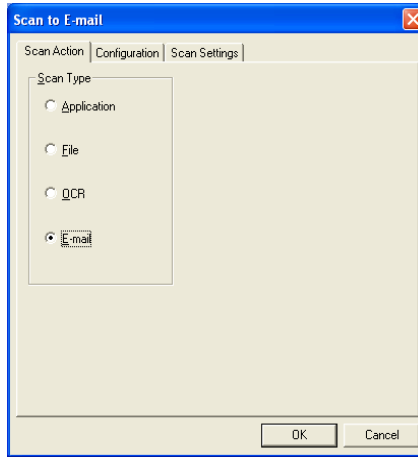 Scan to E-mail
Scan Action Configuration Scan Settings
Scan Type
Application
File
OCR
E-mail
OK Cancel